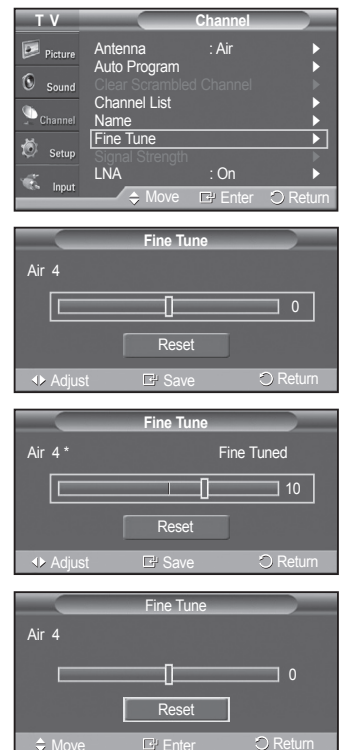 T V
Channel
Picture
Sound
Channel
Setup
Input
Antenna : Air
Auto Program
Clear Scrambled Channel
Channel List
Name
Fine Tune
Signal Strength
LNA : On
Move Enter Return
Fine Tune
Air 4
0
Reset
Adjust Save Return
Fine Tune
Air 4 * Fine Tuned
10
Reset
Adjust Save Return
Fine Tune
Air 4
0
Reset
Move Enter Return